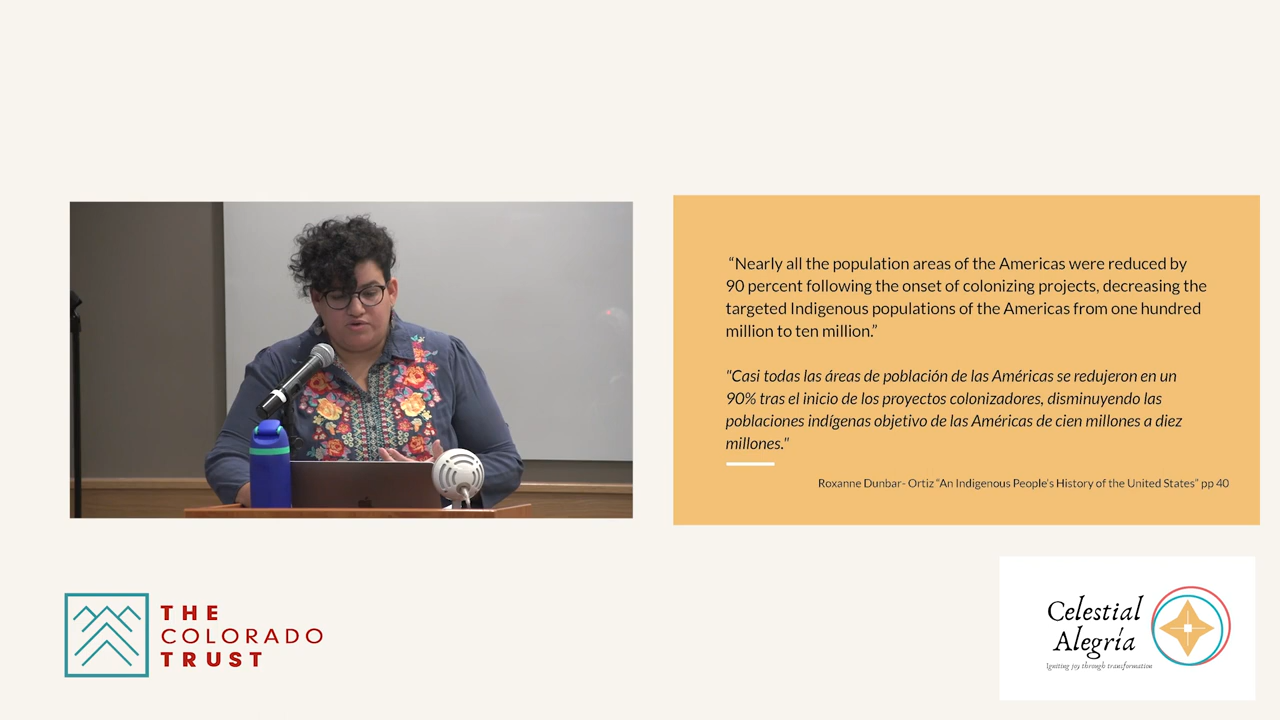 “Nearly all the population areas of the Americas were reduced by
90 percent following the onset of colonizing projects, decreasing the
targeted Indigenous populations of the Americas from one hundred
million to ten million.”
"Casi todas las áreas de población de las Américas se redujeron en un
90% tras el inicio de los proyectos colonizadores, disminuyendo las
poblaciones indígenas objetivo de las Américas de cien millones a diez
millones."
Roxanne Dunbar- Ortiz “An Indigenous People’s History of the United States” pp 40
THE
COLORADO
TRUST
Celestial
Alegría
Igniting joy through transformation